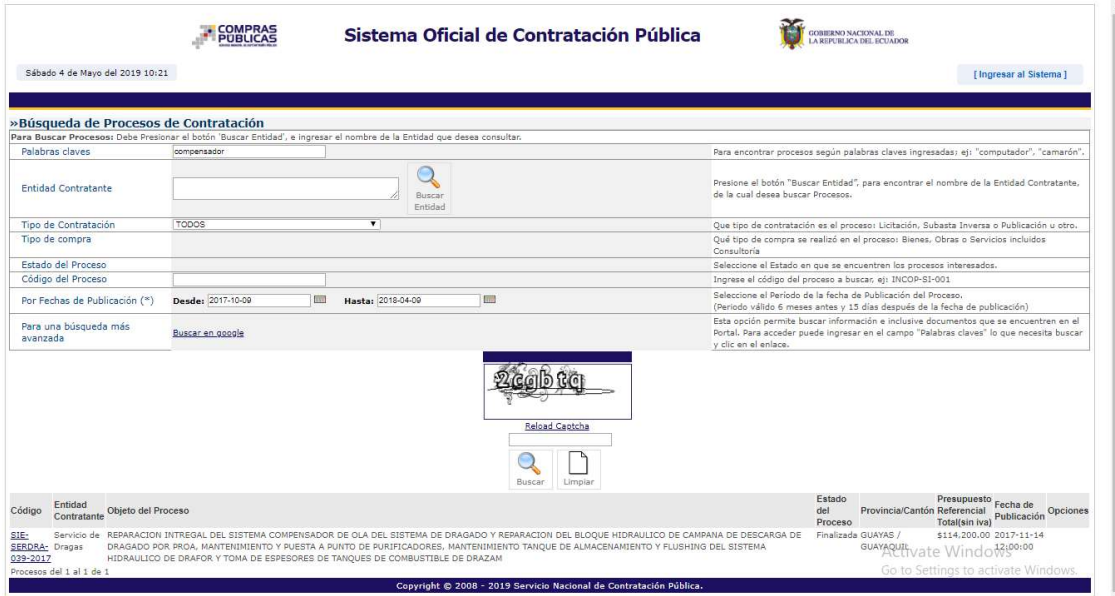 COMPRAS
PÚBLICAS
Sistema Oficial de Contratación Pública
GOBIERNO NACIONAL DE
LA REPUBLICA DEL ECUADOR
Sábado 4 de Mayo del 2019 10:21
[ Ingresar al Sistema ]
»Búsqueda de Procesos de Contratación
Para Buscar Procesos: Debe Presionar el botón 'Buscar Entidad', e ingresar el nombre de la Entidad que desea consultar.
Palabras claves compensador Para encontrar procesos según palabras claves ingresadas; ej: "computador", "camarón".
Entidad Contratante Buscar Entidad Presione el botón "Buscar Entidad", para encontrar el nombre de la Entidad Contratante,
de la cual desea buscar Procesos.
Tipo de Contratación TODOS Que tipo de contratación es el proceso: Licitación, Subasta Inversa o Publicación u otro.
Tipo de compra Qué tipo de compra se realizó en el proceso: Bienes, Obras o Servicios incluidos
Consultoría
Estado del Proceso Seleccione el Estado en que se encuentren los procesos interesados.
Código del Proceso Ingrese el código del proceso a buscar, ej: INCOP-SI-001
Por Fechas de Publicación (*) Desde: 2017-10-09 Hasta: 2018-04-09 Seleccione el Período de la fecha de Publicación del Proceso.
(Periodo válido 6 meses antes y 15 días después de la fecha de publicación)
Para una búsqueda más
avanzada
Buscar en google
Esta opción permite buscar información e inclusive documentos que se encuentren en el
Portal. Para acceder puede ingresar en el campo "Palabras claves" lo que necesita buscar
y clic en el enlace.
2cgbtq
Reload Captcha
Buscar Limpiar
Código Entidad Contratante Objeto del Proceso Estado del Proceso Provincia/Cantón Presupuesto Referencial Total(sin iva) Fecha de Publicación Opciones
SIE- Servicio de REPARACION INTREGAL DEL SISTEMA COMPENSADOR DE OLA DEL SISTEMA DE DRAGADO Y REPARACION DEL BLOQUE HIDRAULICO DE CAMPANA DE DESCARGA DE Finalizada GUAYAS / $114,200.00 2017-11-14
SERDRA- Dragas DRAGADO POR PROA, MANTENIMIENTO Y PUESTA A PUNTO DE PURIFICADORES, MANTENIMIENTO TANQUE DE ALMACENAMIENTO Y FLUSHING DEL SISTEMA GUAYAQUIL 12:00:00
039-2017 HIDRAULICO DE DRAFOR Y TOMA DE ESPESORES DE TANQUES DE COMBUSTIBLE DE DRAZAM
Activate Windows
Go to Settings to activate Windows.
Procesos del 1 al 1 de 1
Copyright © 2008 - 2019 Servicio Nacional de Contratación Pública.